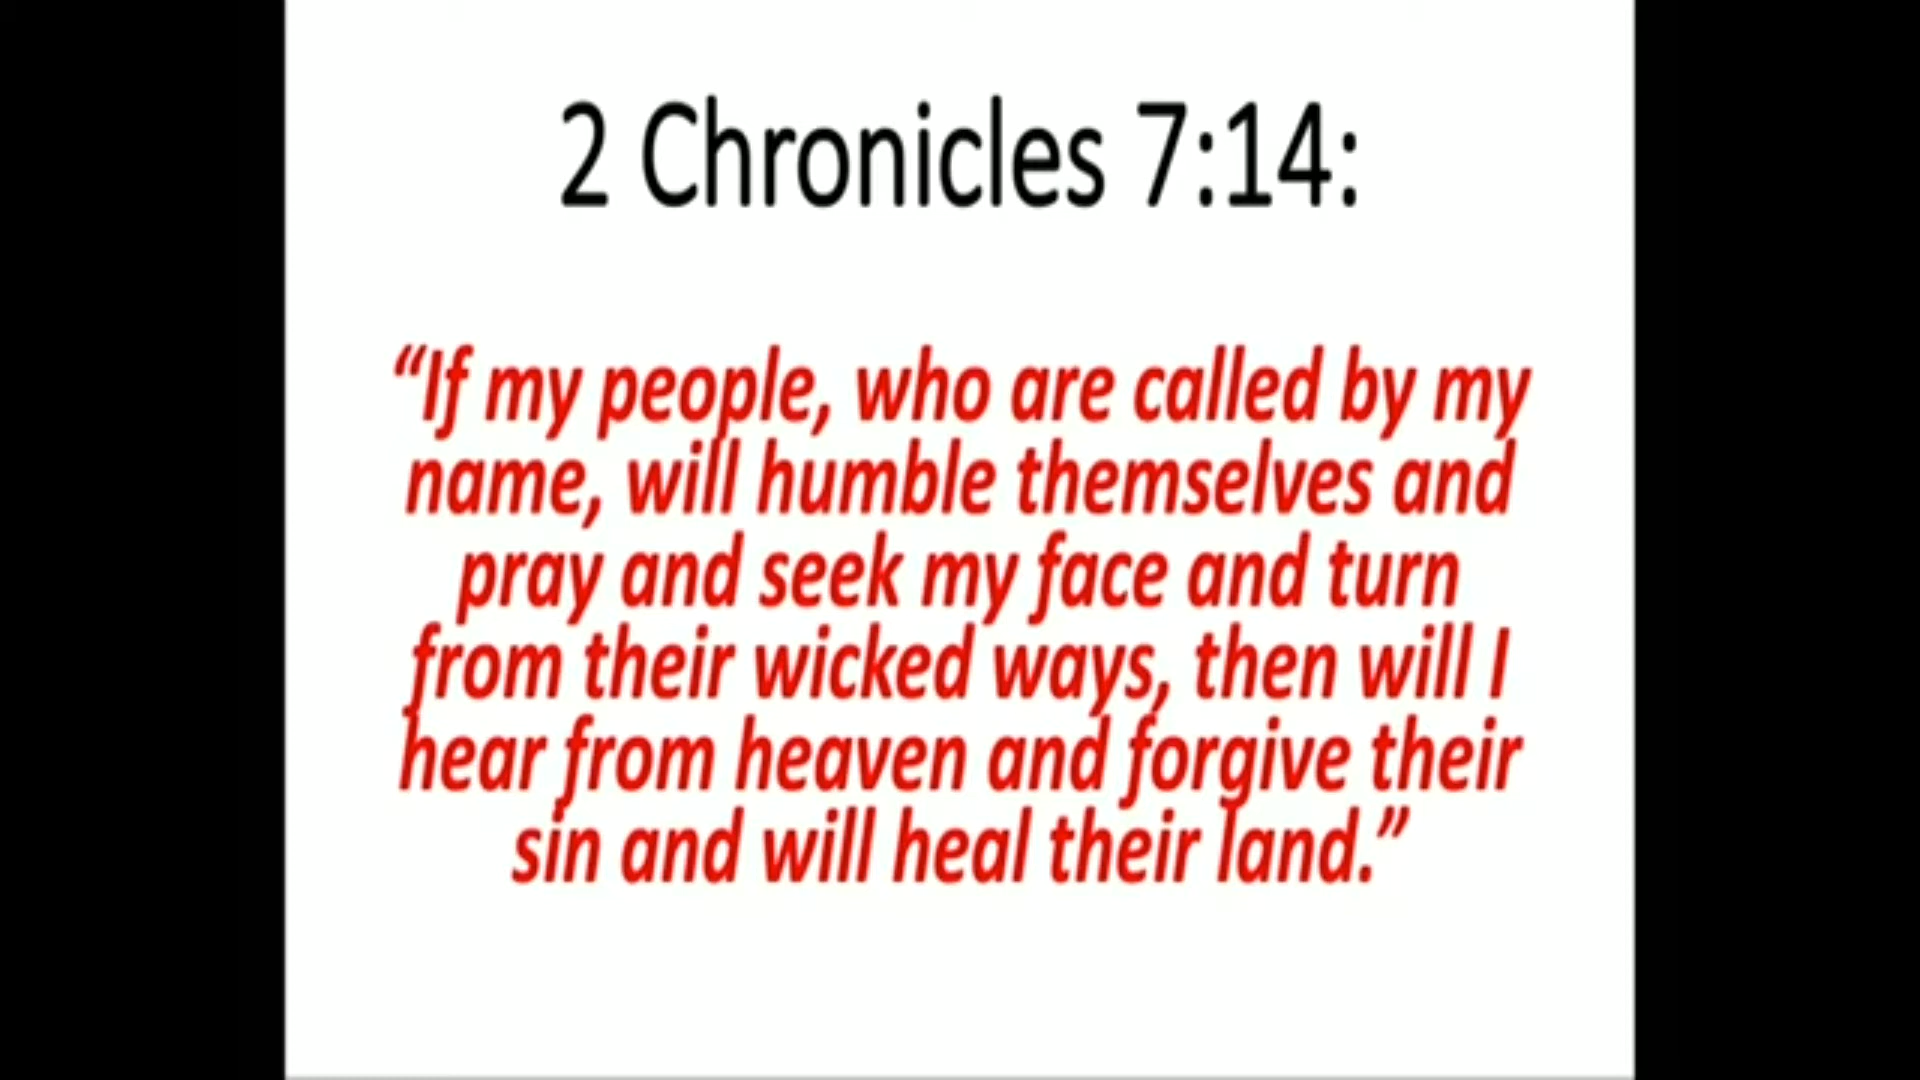 2 Chronicles 7:14:
“If my people, who are called by my
name, will humble themselves and
pray and seek my face and turn
from their wicked ways, then will I
hear from heaven and forgive their
sin and will heal their land.”